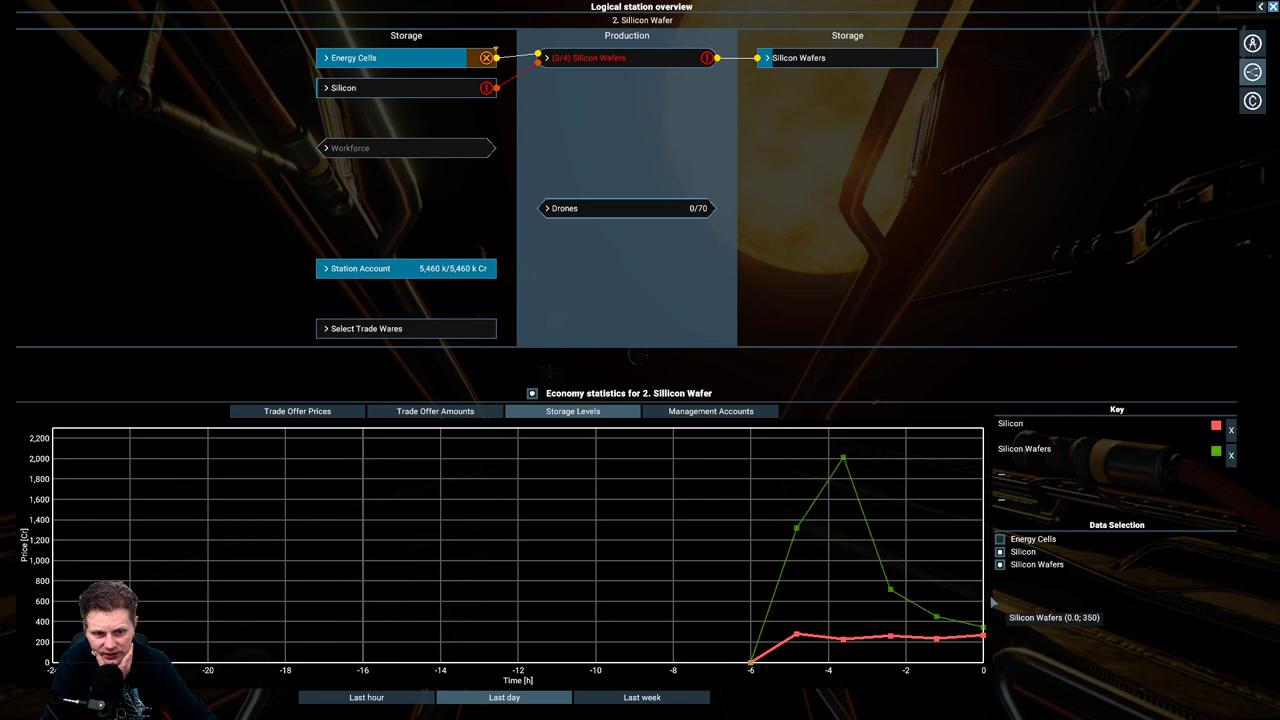 Logical station overview
2. Sillicon Wafer
Storage
Production
Storage
Energy Cells
(0/4) Silicon Wafers
Silicon Wafers
Silicon
Workforce
Drones 0/70
Station Account 5,460 k/5,460 k Cr
Select Trade Wares
Economy statistics for 2. Sillicon Wafer
Trade Offer Prices
Trade Offer Amounts
Storage Levels
Management Accounts
Key
Silicon
X
Silicon Wafers
X
Data Selection
Energy Cells
Silicon
Silicon Wafers
Silicon Wafers (0.0; 350)
Price [Cr]
2,200
2,000
1,800
1,600
1,400
1,200
1,000
800
600
400
200
0
-20 -18 -16 -14 -12 -10 -8 -6 -4 -2 0
Time [h]
Last hour
Last day
Last week